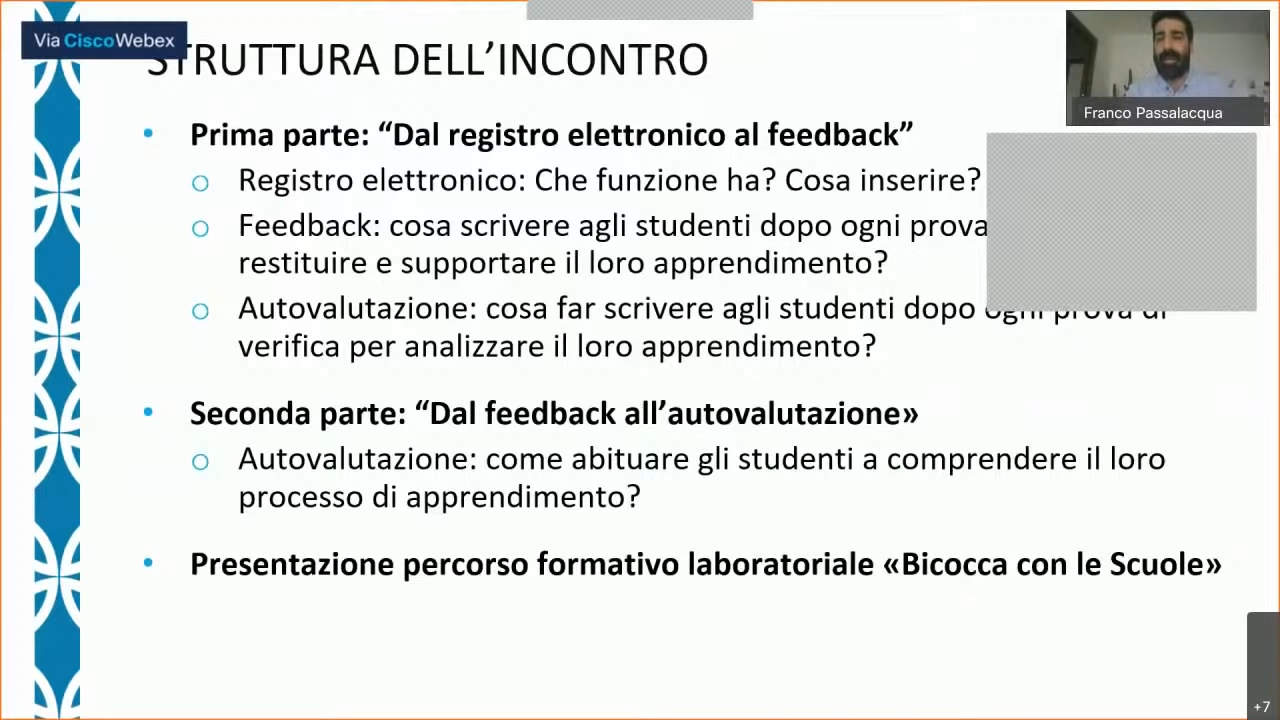 Via Cisco Webex
STRUTTURA DELL’INCONTRO
Franco Passalacqua
• Prima parte: “Dal registro elettronico al feedback”
o Registro elettronico: Che funzione ha? Cosa inserire?
o Feedback: cosa scrivere agli studenti dopo ogni prova
restituire e supportare il loro apprendimento?
o Autovalutazione: cosa far scrivere agli studenti dopo ogni prova di
verifica per analizzare il loro apprendimento?
• Seconda parte: “Dal feedback all’autovalutazione»
o Autovalutazione: come abituare gli studenti a comprendere il loro
processo di apprendimento?
• Presentazione percorso formativo laboratoriale «Bicocca con le Scuole»
+7